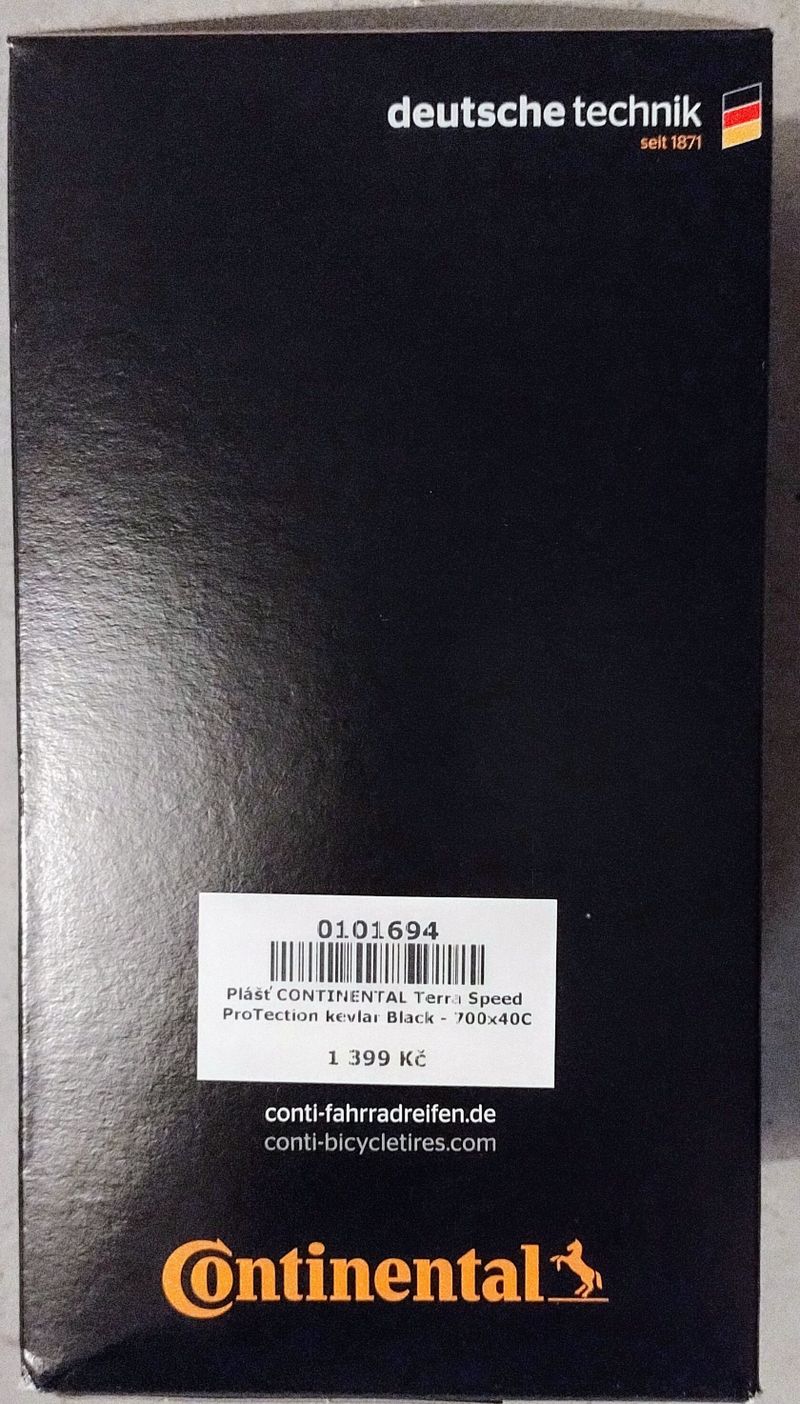 deutsche technik
seit 1871
0101694
Plášť CONTINENTAL Terra Speed
ProTection kevlar Black - 700x40C
1 399 Kč
conti-fahrradreifen.de
conti-bicycletires.com
Continental